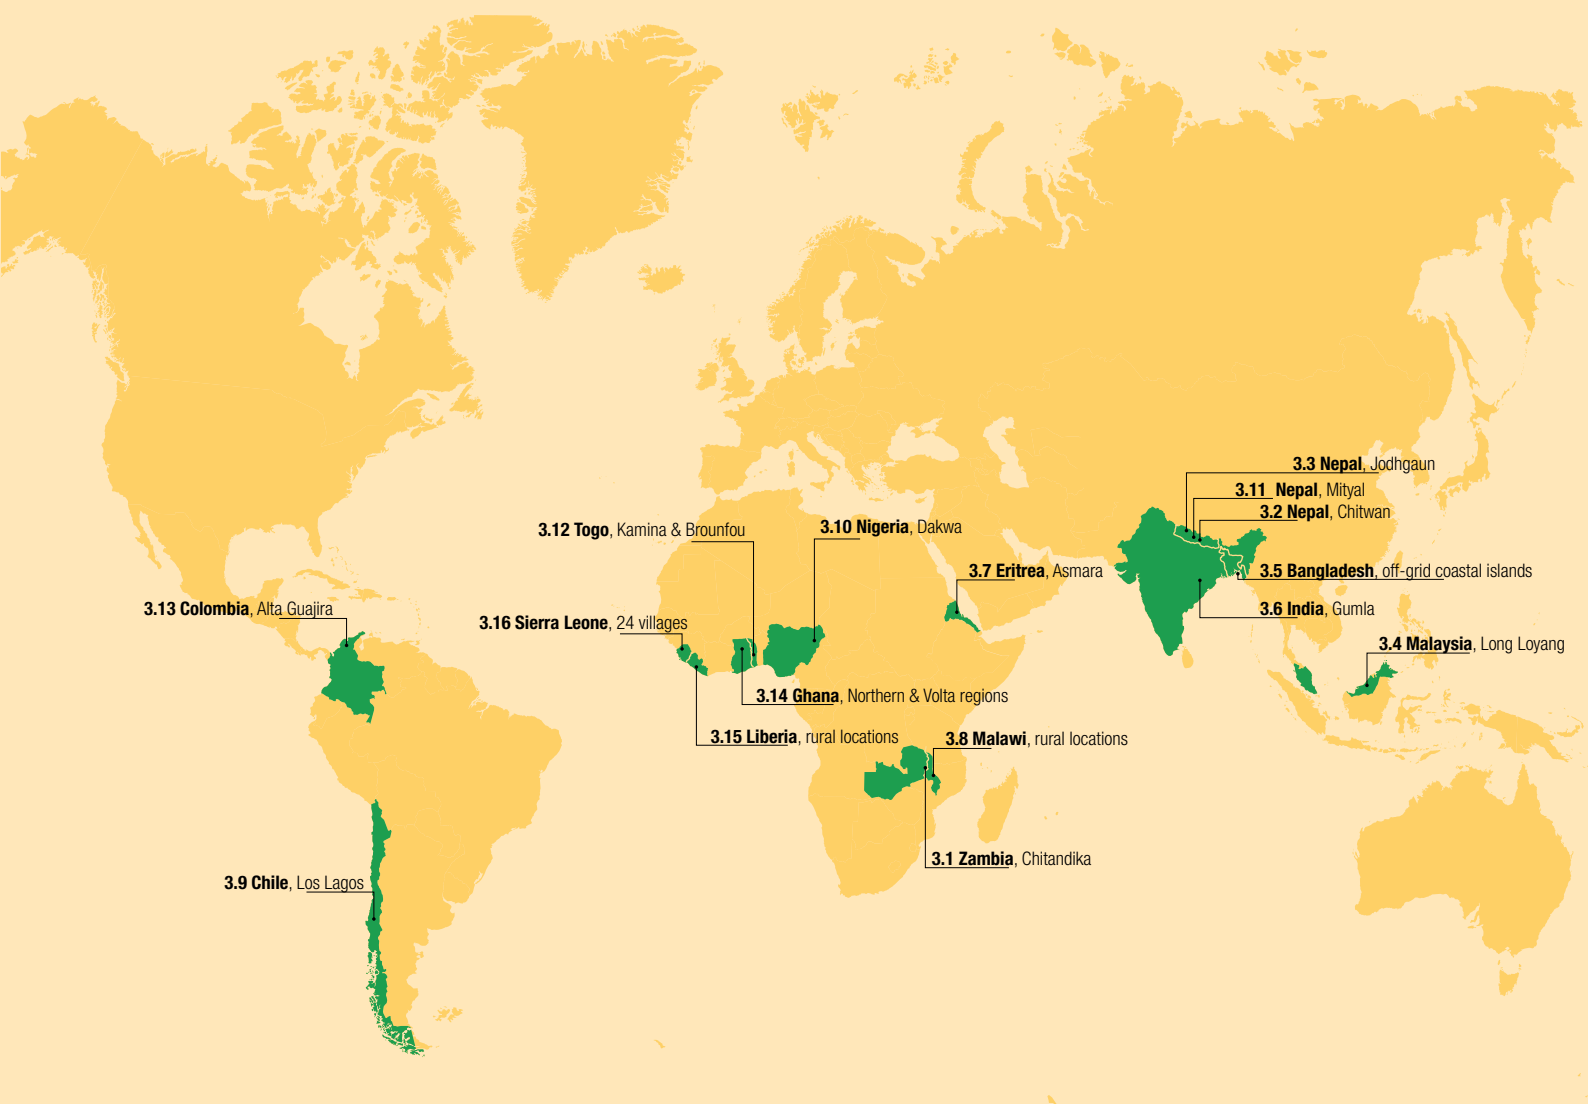 3.3 Nepal, Jodhgaun
3.11 Nepal, Mityal
3.2 Nepal, Chitwan
3.12 Togo, Kamina & Brounfou
3.10 Nigeria, Dakwa
3.7 Eritrea, Asmara
3.5 Bangladesh, off-grid coastal islands
3.13 Colombia, Alta Guajira
3.6 India, Gumla
3.16 Sierra Leone, 24 villages
3.4 Malaysia, Long Loyang
3.14 Ghana, Northern & Volta regions
3.15 Liberia, rural locations
3.8 Malawi, rural locations
3.1 Zambia, Chitandika
3.9 Chile, Los Lagos